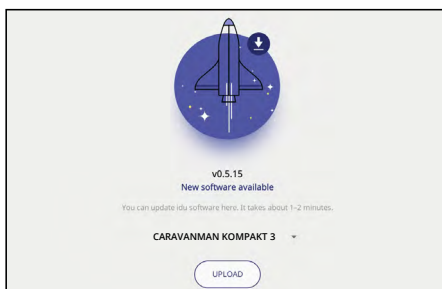 v0.5.15
New software available
You can update idu software here. It takes about 1–2 minutes.
CARAVANMAN KOMPAKT 3
UPLOAD